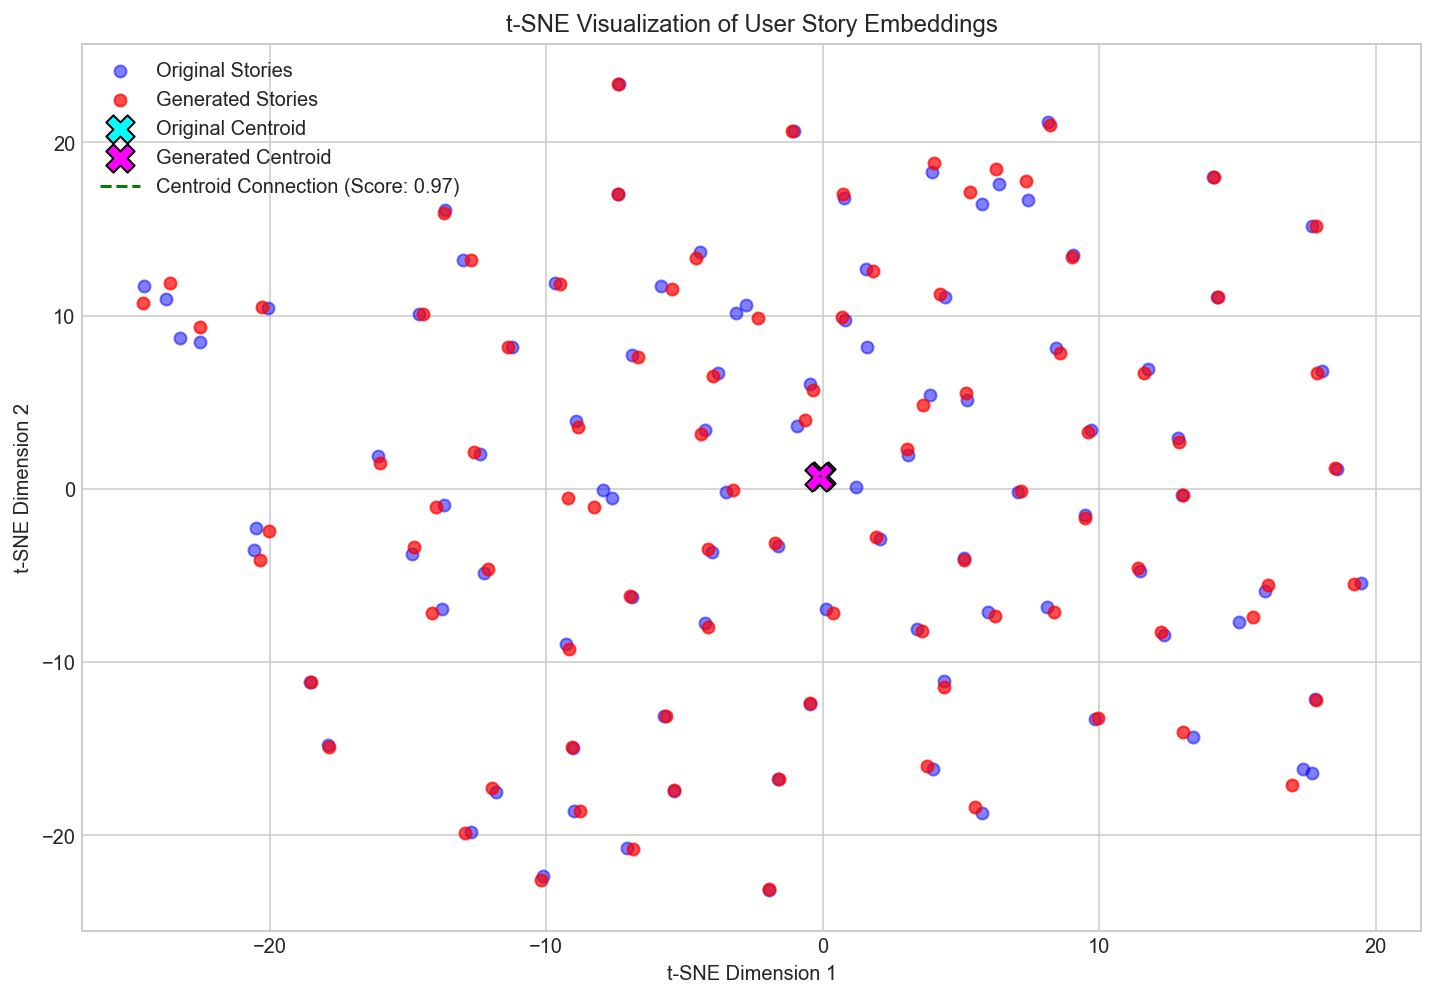 t-SNE Visualization of User Story Embeddings
Original Stories
Generated Stories
Original Centroid
Generated Centroid
Centroid Connection (Score: 0.97)
20
10
0
−10
−20
t-SNE Dimension 2
−20
−10
0
10
20
t-SNE Dimension 1